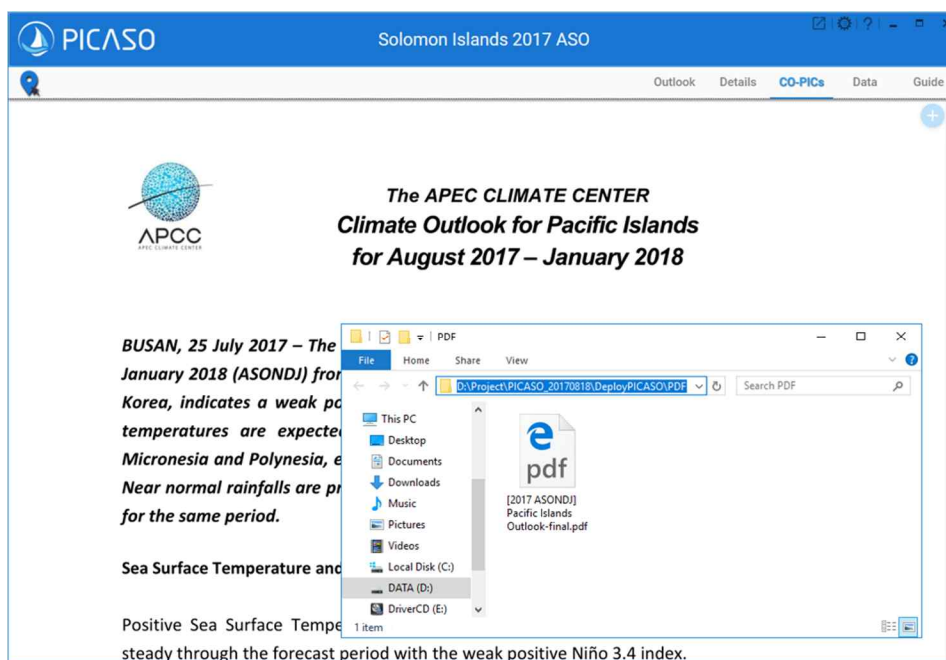 PICASO
Solomon Islands 2017 ASO
Outlook Details CO-PICs Data Guide
APCC
APEC CLIMATE CENTER
The APEC CLIMATE CENTER
Climate Outlook for Pacific Islands
for August 2017 – January 2018
BUSAN, 25 July 2017 – The
January 2018 (ASONDJ) fro
Korea, indicates a weak po
temperatures are expecte
Micronesia and Polynesia, e
Near normal rainfalls are pr
for the same period.
Sea Surface Temperature and
Positive Sea Surface Tempe
steady through the forecast period with the weak positive Niño 3.4 index.
PDF
File Home Share View
D:\Project\PICASO_20170818\DeployPICASO\PDF
Search PDF
This PC
Desktop
Documents
Downloads
Music
Pictures
Videos
Local Disk (C:)
DATA (D:)
DriverCD (E:)
pdf
[2017 ASONDJ]
Pacific Islands
Outlook-final.pdf
1 item